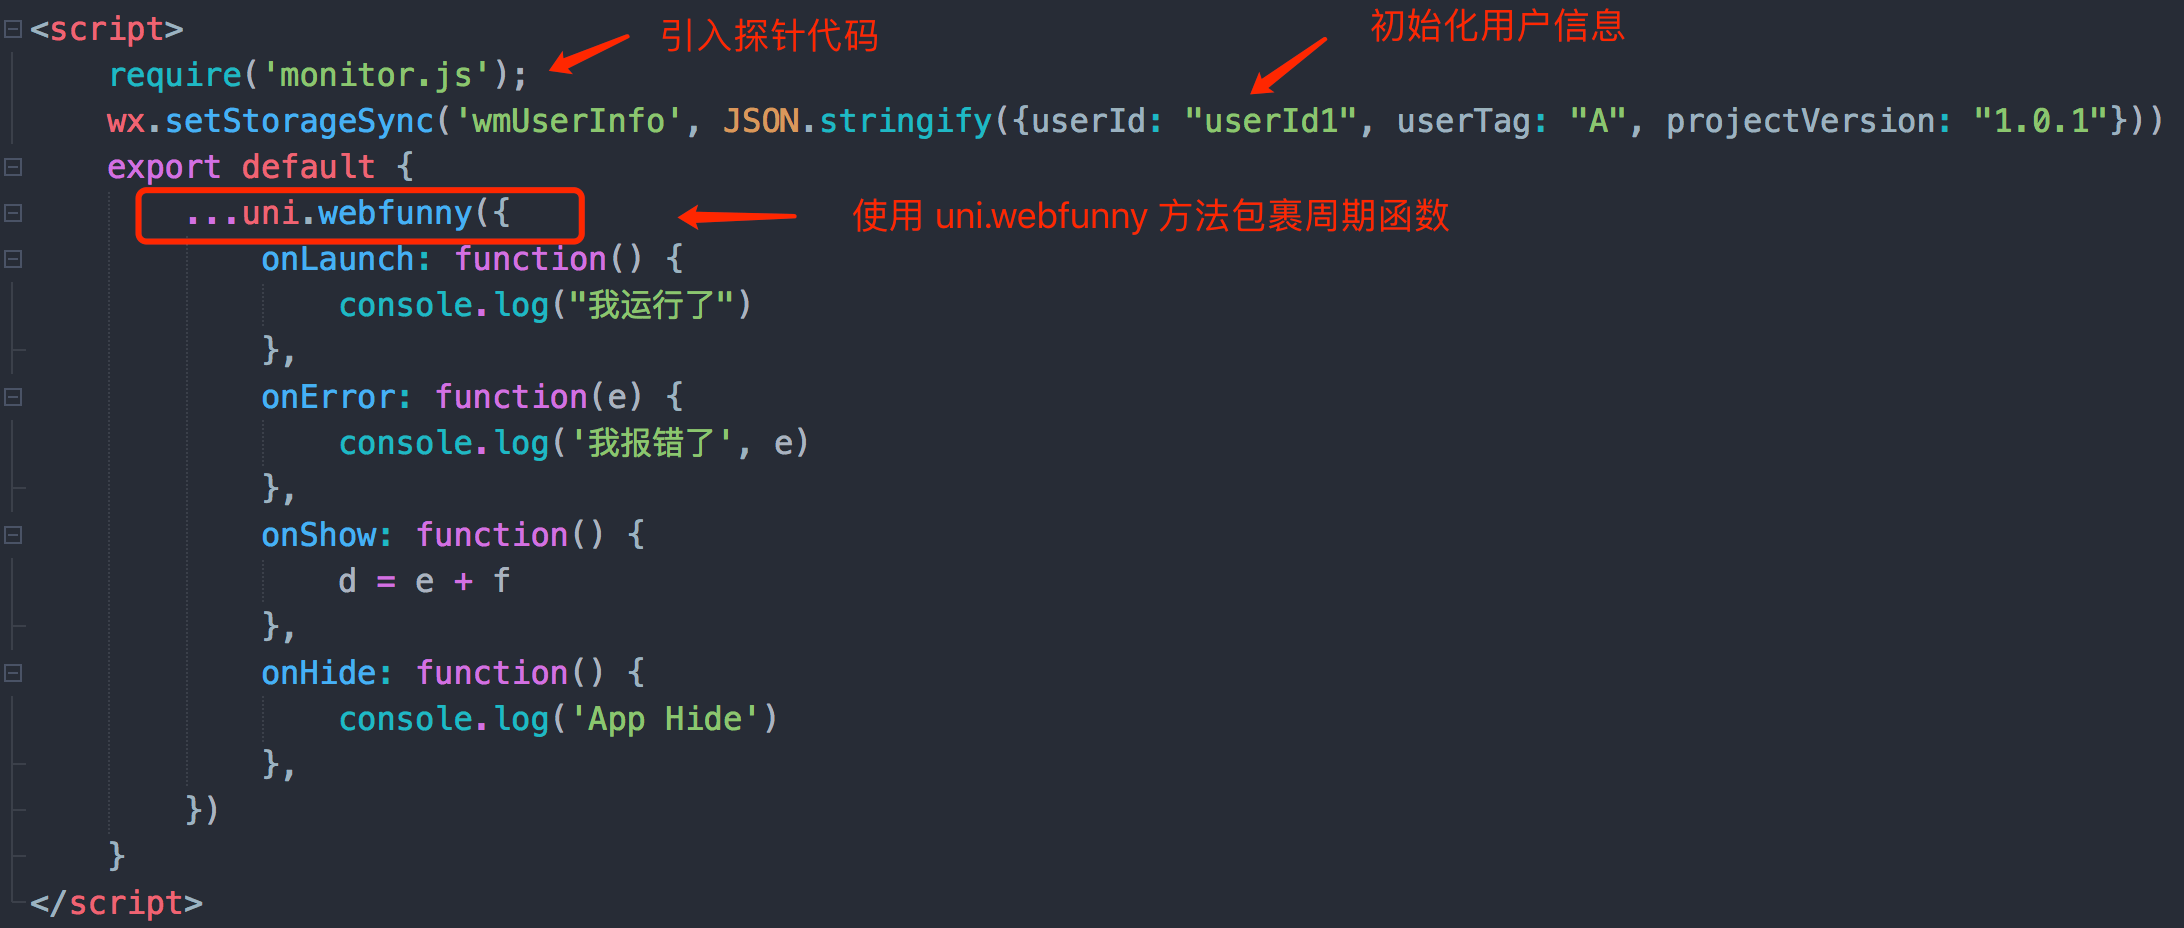 <script>
引入探针代码
初始化用户信息
require('monitor.js');
wx.setStorageSync('wmUserInfo', JSON.stringify({userId: "userId1", userTag: "A", projectVersion: "1.0.1"}))
export default {
...uni.webfunny({
使用 uni.webfunny 方法包裹周期函数
onLaunch: function() {
console.log("我运行了")
},
onError: function(e) {
console.log('我报错了', e)
},
onShow: function() {
d = e + f
},
onHide: function() {
console.log('App Hide')
},
})
}
</script>